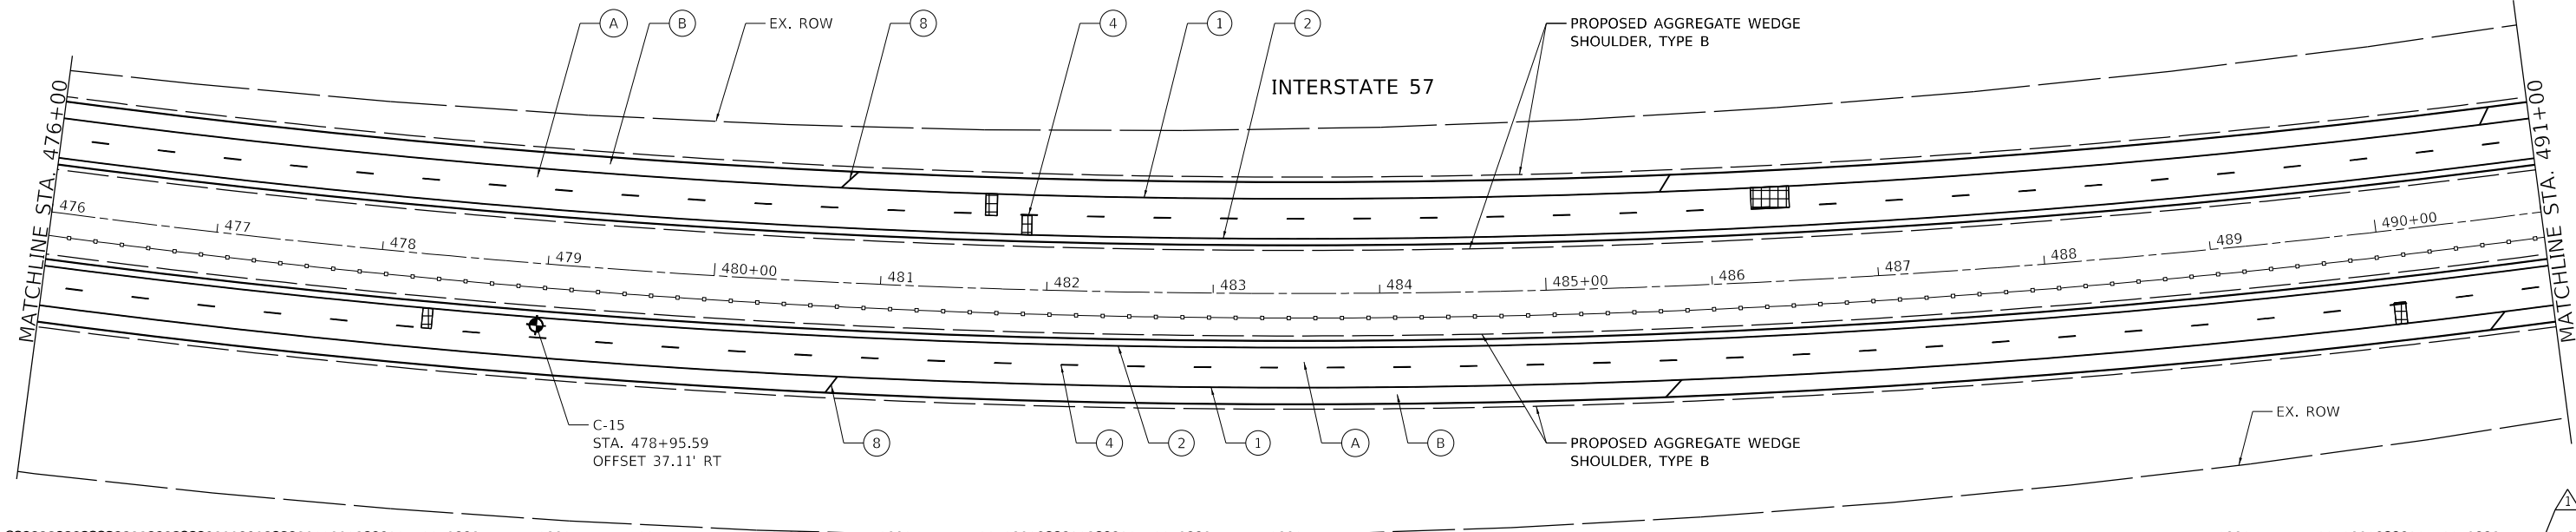 A
B
EX. ROW
8
4
1
2
PROPOSED AGGREGATE WEDGE
SHOULDER, TYPE B
INTERSTATE 57
MATCHLINE STA. 476+00
MATCHLINE STA. 491+00
476
477
478
479
480+00
481
482
483
484
485+00
486
487
488
489
490+00
C-15
STA. 478+95.59
OFFSET 37.11' RT
8
4
2
1
A
B
PROPOSED AGGREGATE WEDGE
SHOULDER, TYPE B
EX. ROW
1